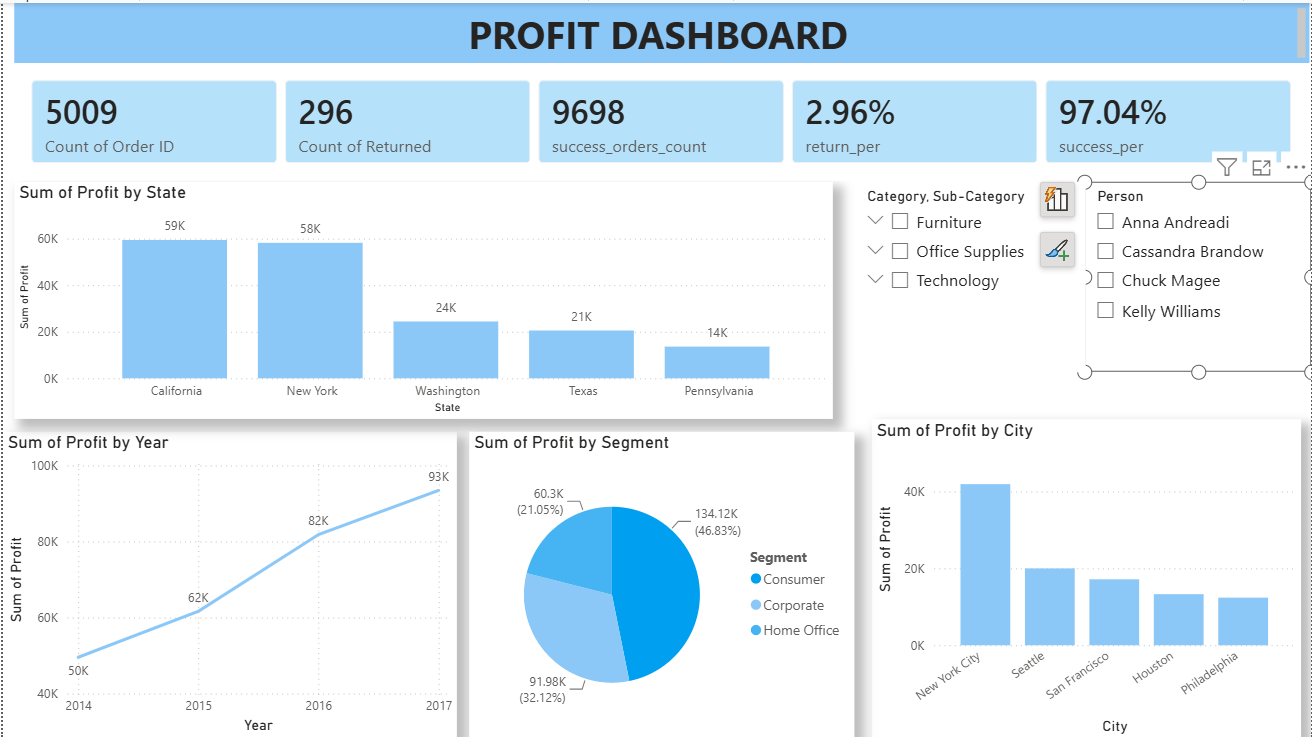 PROFIT DASHBOARD
5009
Count of Order ID
296
Count of Returned
9698
success_orders_count
2.96%
return_per
97.04%
success_per
Sum of Profit by State
Sum of Profit
60K
40K
20K
0K
59K
58K
24K
21K
14K
California
New York
Washington
Texas
Pennsylvania
State
Category, Sub-Category
Furniture
Office Supplies
Technology
Person
Anna Andreadi
Cassandra Brandow
Chuck Magee
Kelly Williams
Sum of Profit by Year
Sum of Profit
100K
80K
60K
40K
50K
62K
82K
93K
2014
2015
2016
2017
Year
Sum of Profit by Segment
60.3K
(21.05%)
134.12K
(46.83%)
91.98K
(32.12%)
Segment
Consumer
Corporate
Home Office
Sum of Profit by City
Sum of Profit
40K
20K
0K
New York City
Seattle
San Francisco
Houston
Philadelphia
City